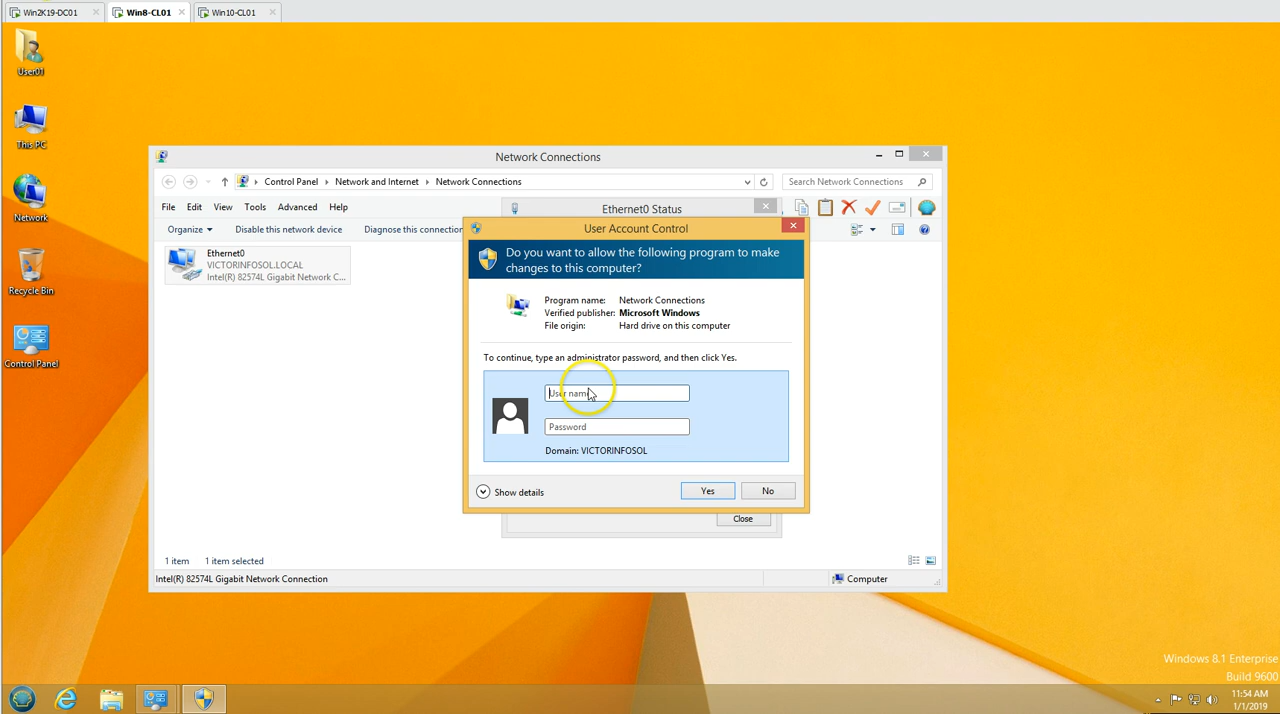 Win2K19-DC01
Win8-CL01
Win10-CL01
User01
This PC
Network
Recycle Bin
Control Panel
Network Connections
Control Panel
Network and Internet
Network Connections
Search Network Connections
File Edit View Tools Advanced Help
Organize
Disable this network device
Diagnose this connection
Ethernet0
VICTORINFOSOL.LOCAL
Intel(R) 82574L Gigabit Network C...
Ethernet0 Status
User Account Control
Do you want to allow the following program to make
changes to this computer?
Program name: Network Connections
Verified publisher: Microsoft Windows
File origin: Hard drive on this computer
To continue, type an administrator password, and then click Yes.
User name
Password
Domain: VICTORINFOSOL
Show details
Yes
No
Close
1 item
1 item selected
Intel(R) 82574L Gigabit Network Connection
Computer
Windows 8.1 Enterprise
Build 9600
11:54 AM
1/1/2019